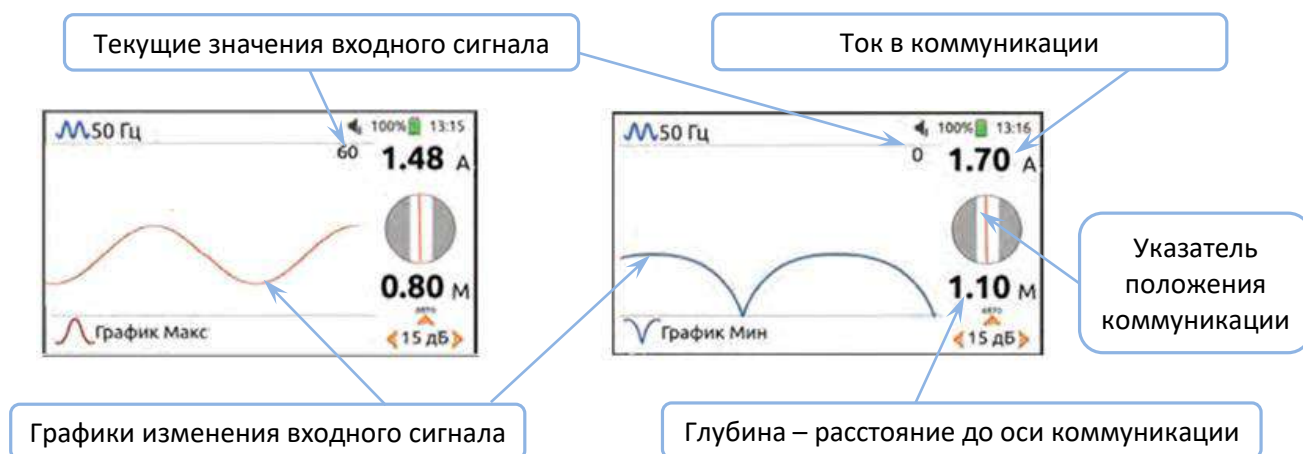 Текущие значения входного сигнала
Ток в коммуникации
50 Гц
100% 13:15
60 1.48 А
0.80 М
авто
График Макс
15 дБ
50 Гц
100% 13:16
0 1.70 А
1.10 М
авто
График Мин
15 дБ
Указатель
положения
коммуникации
Графики изменения входного сигнала
Глубина – расстояние до оси коммуникации